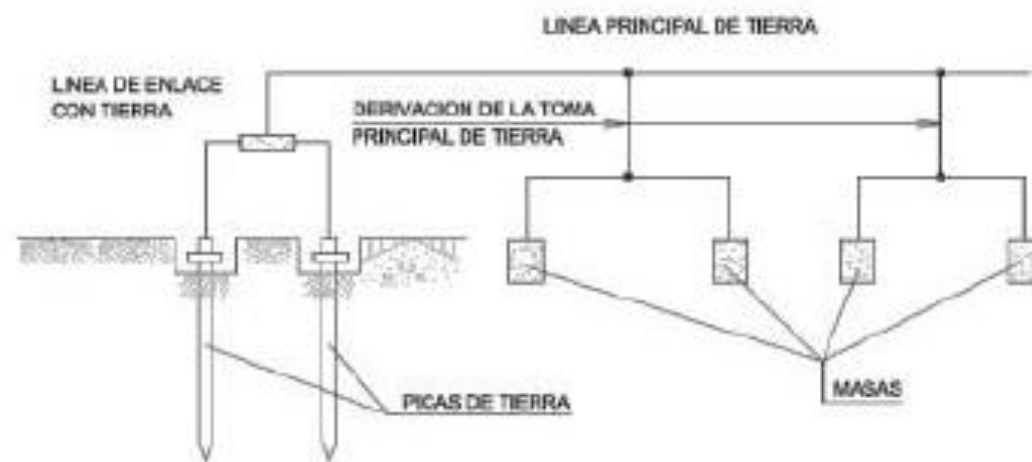 LINEA PRINCIPAL DE TIERRA
LINEA DE ENLACE
CON TIERRA
DERIVACION DE LA TOMA
PRINCIPAL DE TIERRA
PICAS DE TIERRA
MASAS